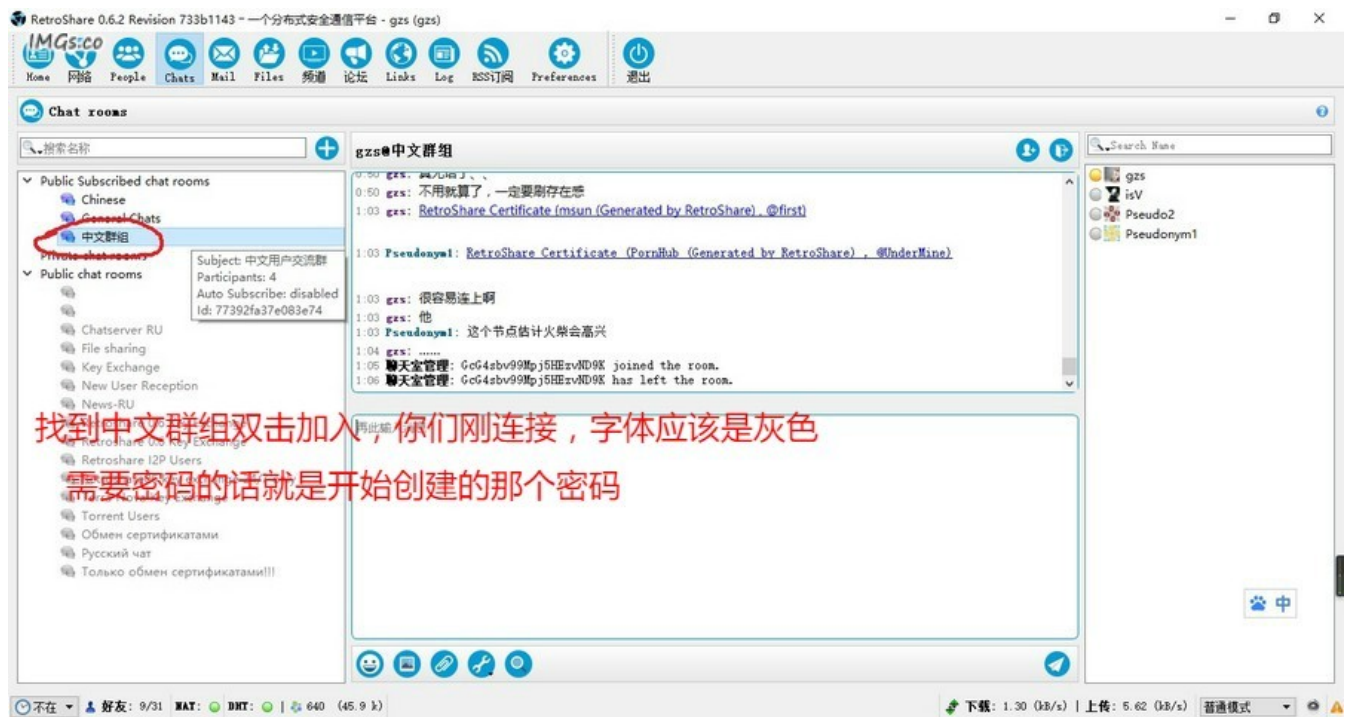 RetroShare 0.6.2 Revision 733b1143 - 一个分布式安全通信平台 - gzs (gzs)
IMGs.co
Home 网络 People Chats Mail Files 频道 论坛 Links Log RSS订阅 Preferences 退出
Chat rooms
搜索名称
gzs@中文群组
Search Name
Public Subscribed chat rooms
Chinese
General Chats
中文群组
Private chat rooms
Public chat rooms
Subject: 中文用户交流群
Participants: 4
Auto Subscribe: disabled
Id: 77392fa37e083e74
Chatserver RU
File sharing
Key Exchange
New User Reception
News-RU
Retroshare 0.6 Key Exchange
Retroshare I2P Users
Torrent Users
Обмен сертификатами
Русский чат
Только обмен сертификатами!!!
0:50 gzs: 真无语了、、
0:50 gzs: 不用就算了，一定要刷存在感
1:03 gzs: RetroShare Certificate (msun (Generated by RetroShare), @first)
1:03 Pseudonym1: RetroShare Certificate (PornHub (Generated by RetroShare) , @UnderMine)
1:03 gzs: 很容易连上啊
1:03 gzs: 他
1:03 Pseudonym1: 这个节点估计火柴会高兴
1:04 gzs: ......
1:05 聊天室管理: GcG4sbv99Mpj5HEzvND9K joined the room.
1:06 聊天室管理: GcG4sbv99Mpj5HEzvND9K has left the room.
gzs
isV
Pseudo2
Pseudonym1
找到中文群组双击加入，你们刚连接，字体应该是灰色
需要密码的话就是开始创建的那个密码
中
不在 好友: 9/31 NAT: DHT: | 640 (45.9 k) 下载: 1.30 (kB/s) | 上传: 5.62 (kB/s) 普通模式